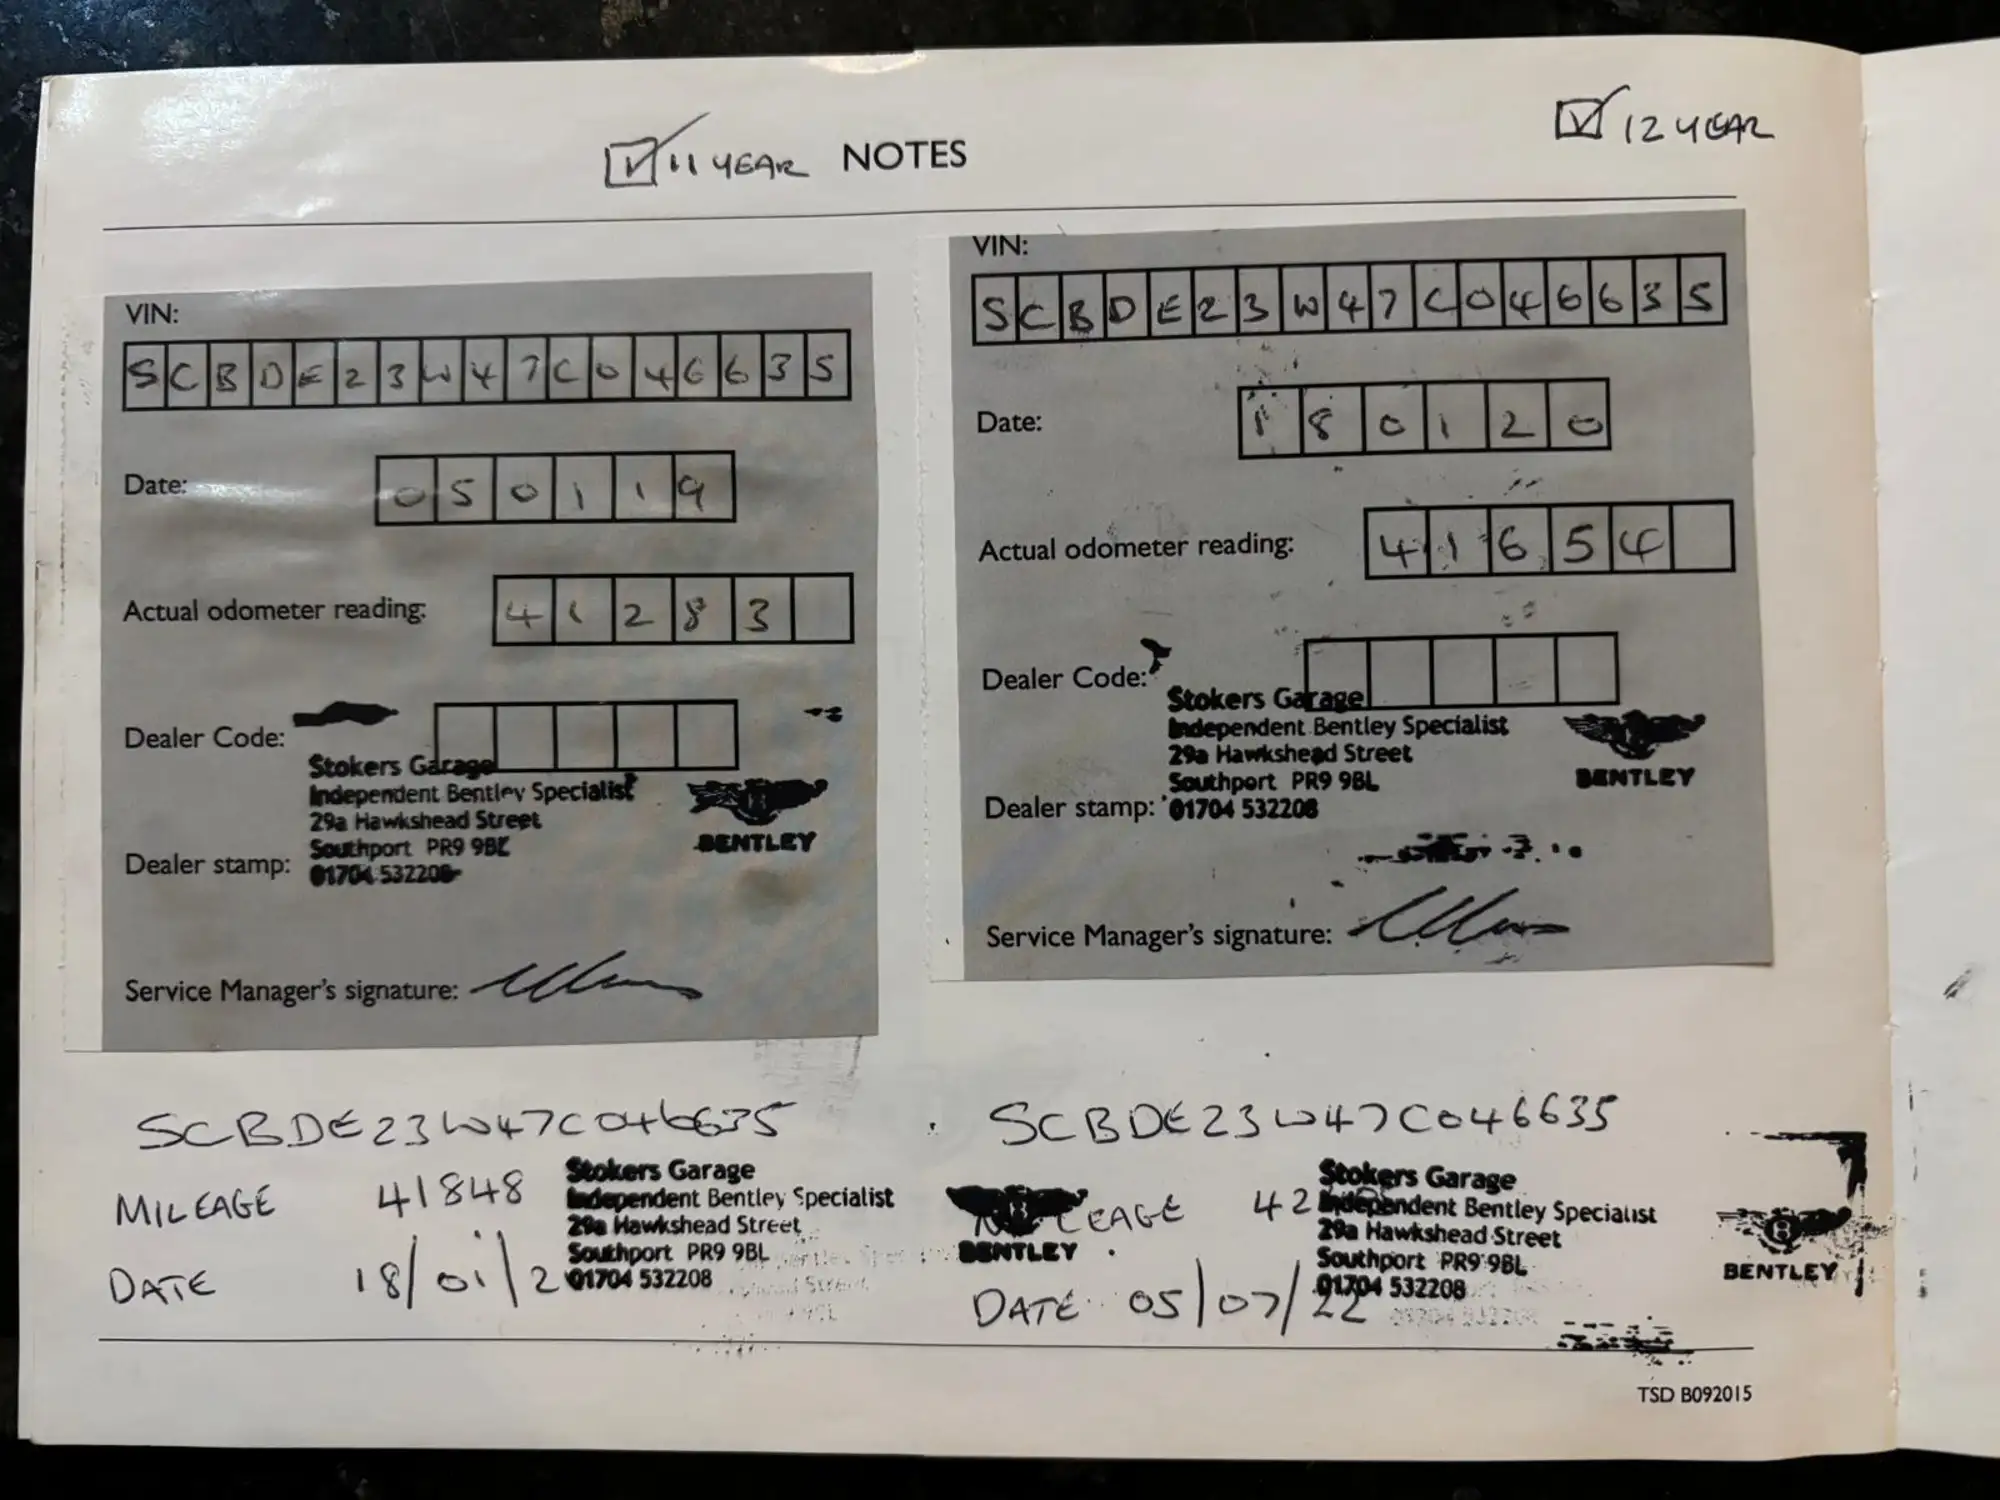 11 YEAR NOTES
12 YEAR
VIN:
SCBDE23W47C046635
Date: 050119
Actual odometer reading: 41283
Dealer Code:
Stokers Garage
Independent Bentley Specialist
29a Hawkshead Street
Southport PR9 9BL
Dealer stamp: 01704 532208
BENTLEY
Service Manager's signature:
VIN:
SCBDE23W47C046635
Date: 180120
Actual odometer reading: 41654
Dealer Code:
Stokers Garage
Independent Bentley Specialist
29a Hawkshead Street
Southport PR9 9BL
Dealer stamp: 01704 532208
BENTLEY
Service Manager's signature:
SCBDE23W47C046635
MILEAGE 41848
DATE 18/01/2
Stokers Garage
Independent Bentley Specialist
29a Hawkshead Street
Southport PR9 9BL
01704 532208
BENTLEY
SCBDE23W47C046635
MILEAGE 42
DATE 05/07/22
Stokers Garage
Independent Bentley Specialist
29a Hawkshead Street
Southport PR9 9BL
01704 532208
BENTLEY
TSD B092015